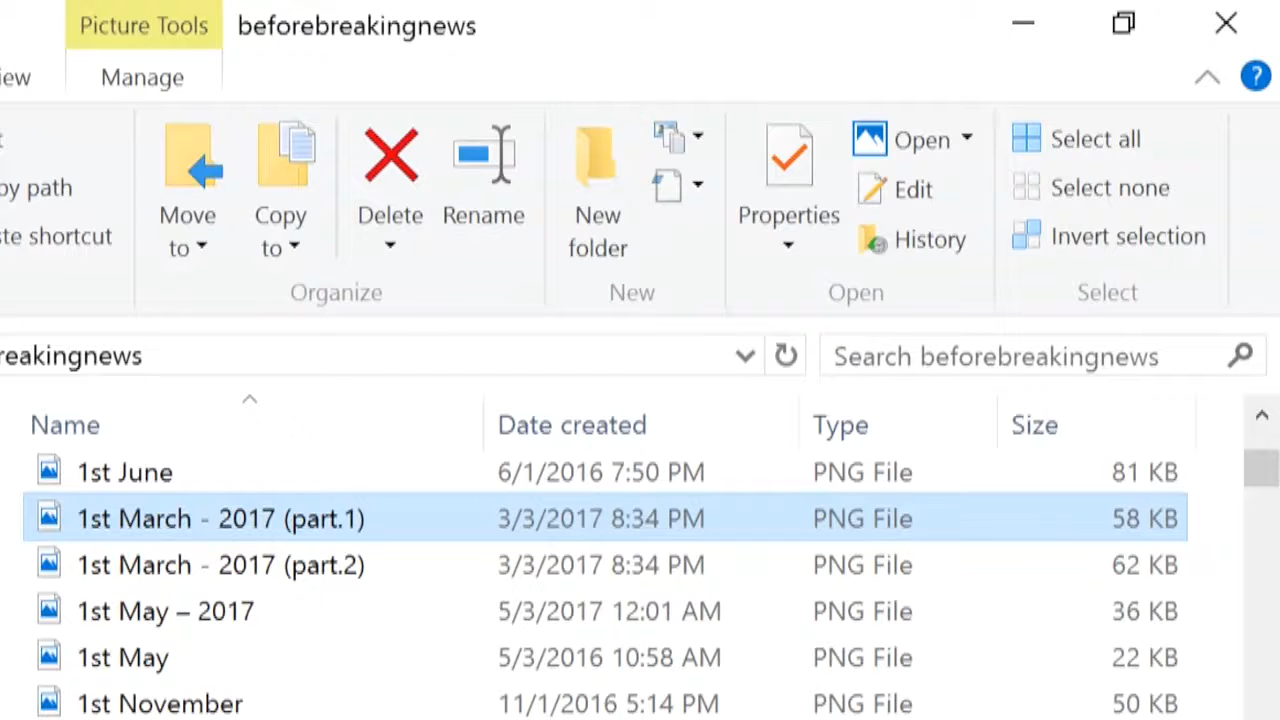 Picture Tools beforebreakingnews
iew Manage
Move to Copy to Delete Rename New folder Properties Open Select all
py path Edit Select none
ste shortcut History Invert selection
Organize New Open Select
reakingnews Search beforebreakingnews
Name Date created Type Size
1st June 6/1/2016 7:50 PM PNG File 81 KB
1st March - 2017 (part.1) 3/3/2017 8:34 PM PNG File 58 KB
1st March - 2017 (part.2) 3/3/2017 8:34 PM PNG File 62 KB
1st May – 2017 5/3/2017 12:01 AM PNG File 36 KB
1st May 5/3/2016 10:58 AM PNG File 22 KB
1st November 11/1/2016 5:14 PM PNG File 50 KB